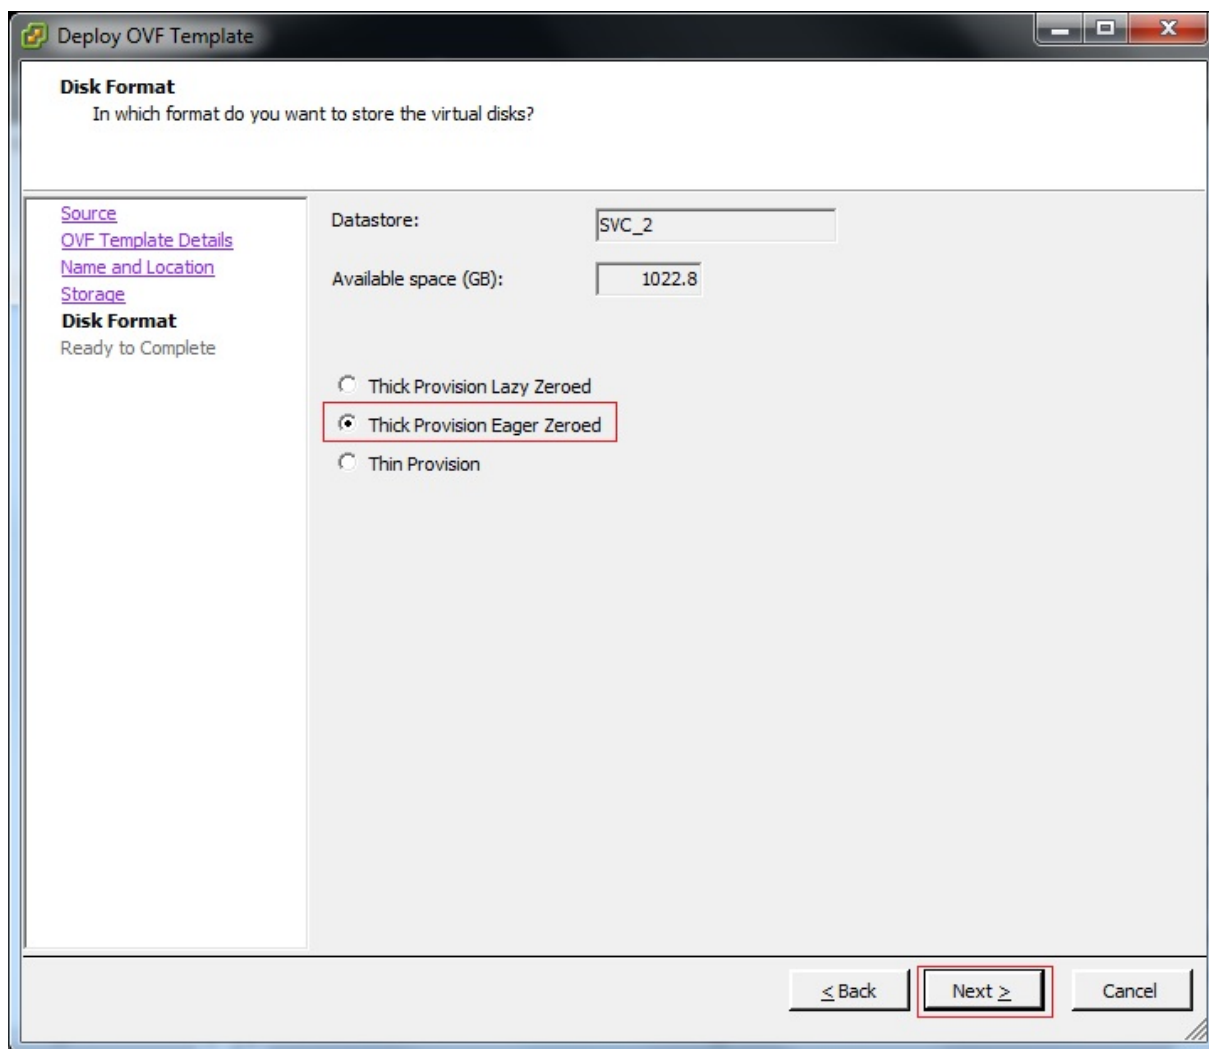 Deploy OVF Template
Disk Format
In which format do you want to store the virtual disks?
Source
OVF Template Details
Name and Location
Storage
Disk Format
Ready to Complete
Datastore:
SVC_2
Available space (GB):
1022.8
Thick Provision Lazy Zeroed
Thick Provision Eager Zeroed
Thin Provision
< Back
Next >
Cancel